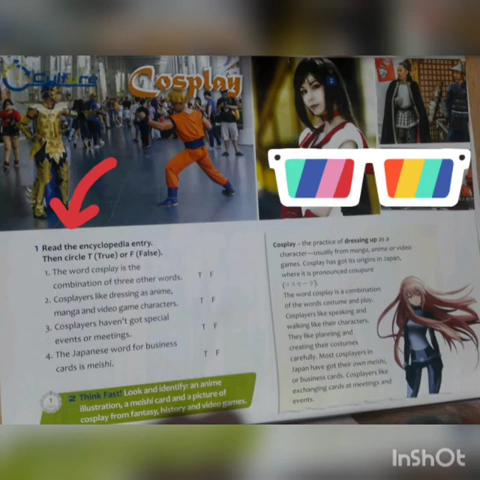 Culture
Cosplay
1 Read the encyclopedia entry.
Then circle T (True) or F (False).
1. The word cosplay is the
combination of three other words. T F
2. Cosplayers like dressing as anime,
manga and video game characters. T F
3. Cosplayers haven't got special
events or meetings. T F
4. The Japanese word for business
cards is meishi. T F
1
2 Think Fast! Look and identify: an anime
illustration, a meishi card and a picture of
cosplay from fantasy, history and video games.
Cosplay – the practice of dressing up as a
character—usually from manga, anime or video
games. Cosplay has got its origins in Japan,
where it is pronounced cosupure
The word cosplay is a combination
of the words costume and play.
Cosplayers like speaking and
walking like their characters.
They like planning and
creating their costumes
carefully. Most cosplayers in
Japan have got their own meishi,
or business cards. Cosplayers like
exchanging cards at meetings and
events.
InShOt